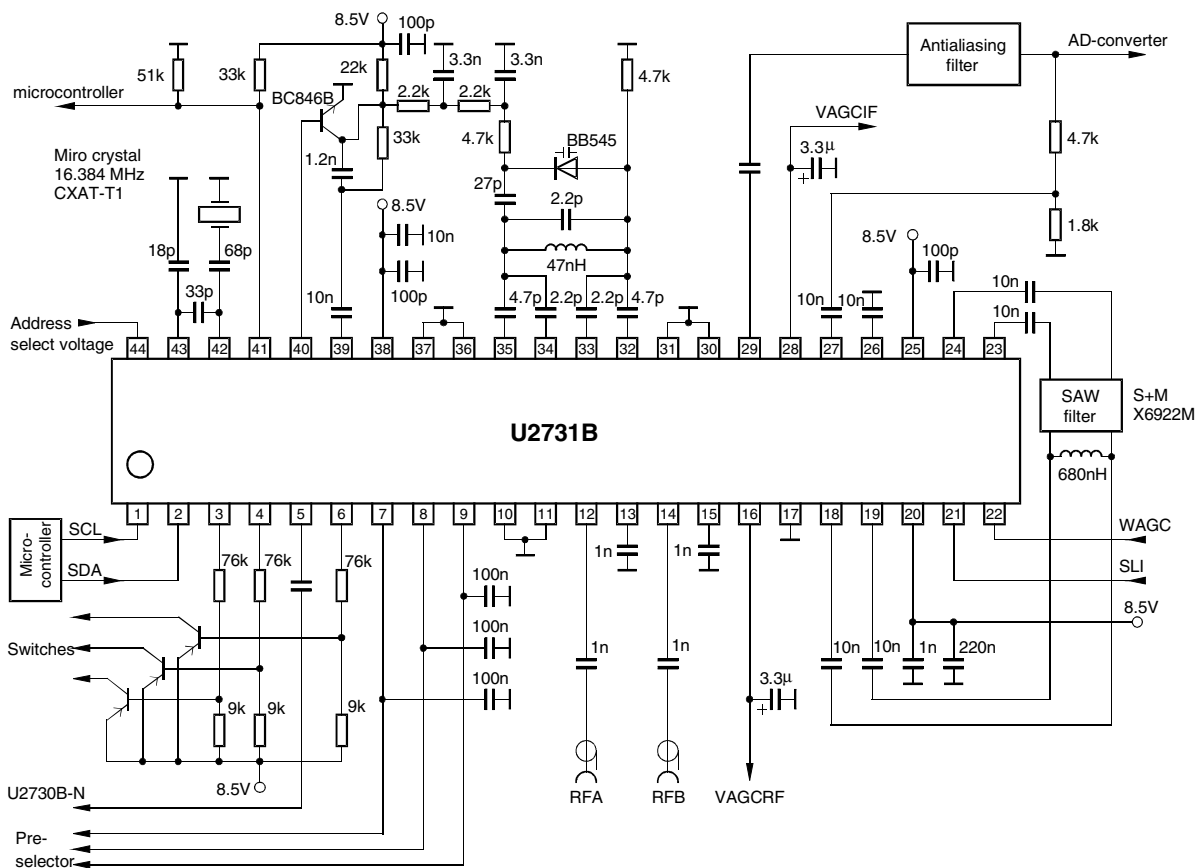 8.5V
100p
Antialiasing
filter
AD-converter
51k
33k
22k
3.3n
3.3n
4.7k
microcontroller
BC846B
2.2k
2.2k
VAGCIF
33k
4.7k
BB545
3.3µ
+
4.7k
Miro crystal
16.384 MHz
CXAT-T1
1.2n
27p
2.2p
1.8k
8.5V
8.5V
18p
68p
10n
47nH
100p
33p
10n
100p
4.7p
2.2p
2.2p
4.7p
10n
10n
10n
10n
Address
select voltage
44
43
42
41
40
39
38
37
36
35
34
33
32
31
30
29
28
27
26
25
24
23
U2731B
SAW
filter
S+M
X6922M
680nH
1
2
3
4
5
6
7
8
9
10
11
12
13
14
15
16
17
18
19
20
21
22
Micro-
controller
SCL
SDA
76k
76k
76k
1n
1n
WAGC
SLI
100n
8.5V
Switches
100n
1n
1n
10n
10n
1n
220n
100n
3.3µ
+
9k
9k
9k
8.5V
U2730B-N
RFA
RFB
VAGCRF
Pre-
selector